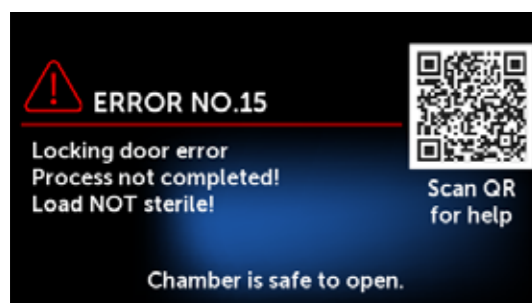 ERROR NO.15
Locking door error
Process not completed!
Load NOT sterile!
Scan QR
for help
Chamber is safe to open.